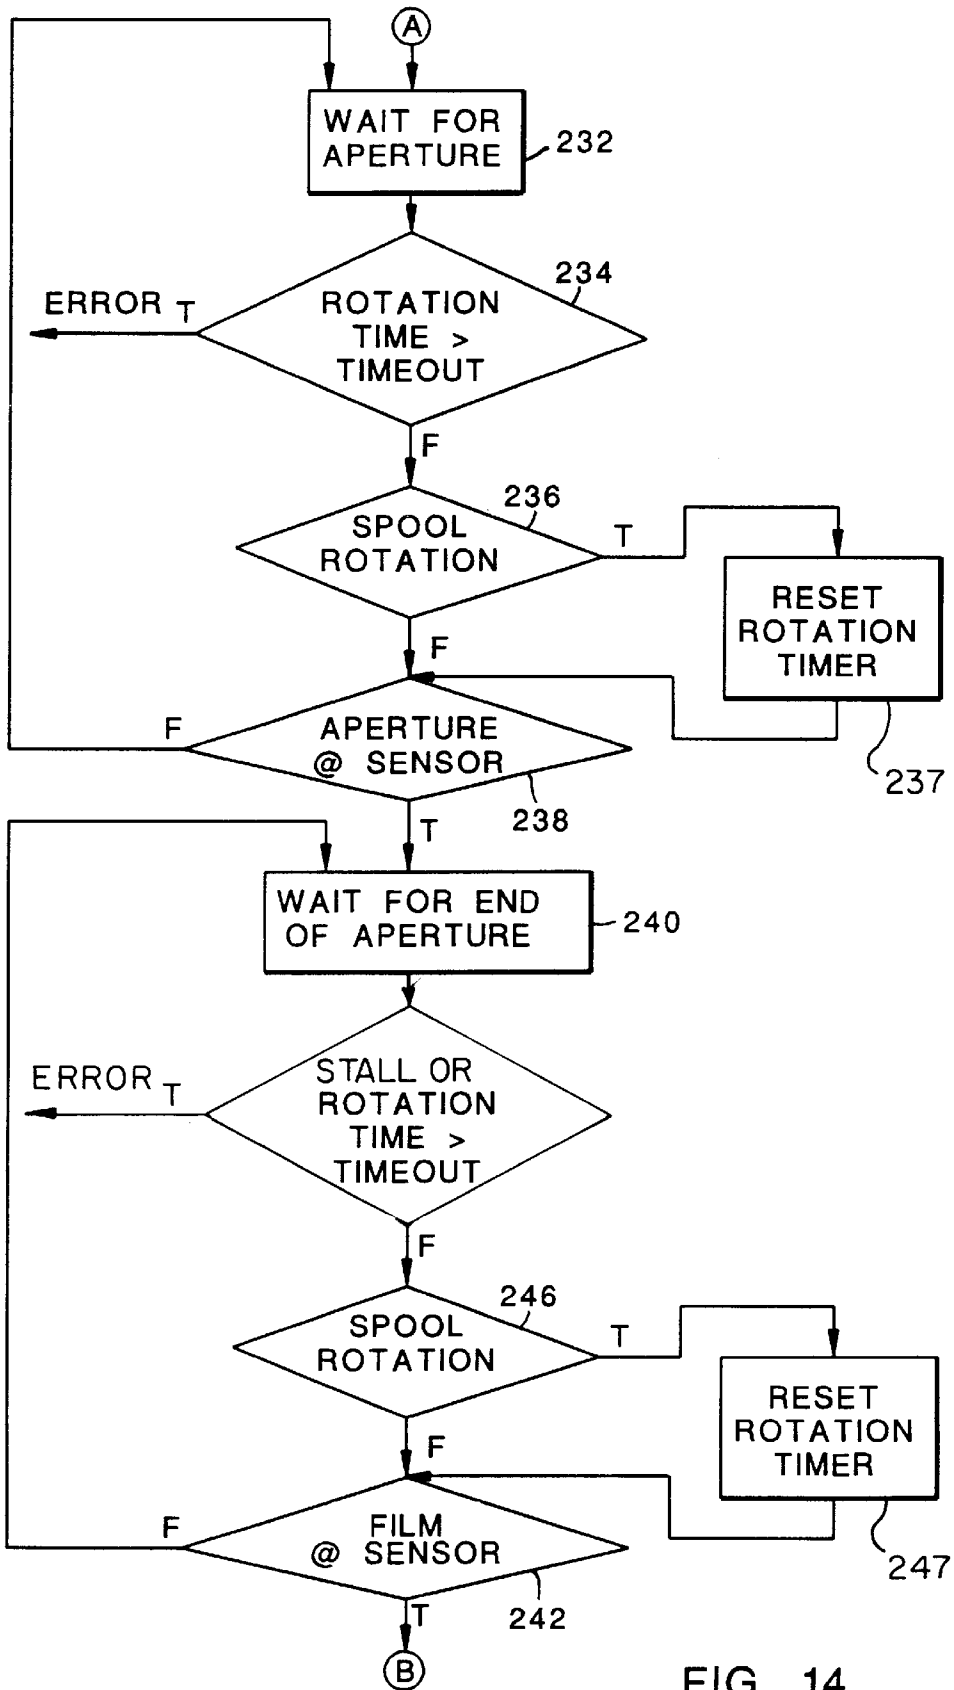 A
WAIT FOR
APERTURE
232
234
ERROR T
ROTATION
TIME >
TIMEOUT
F
236
SPOOL
ROTATION
T
RESET
ROTATION
TIMER
F
237
F
APERTURE
@ SENSOR
238
T
WAIT FOR END
OF APERTURE
240
ERROR T
STALL OR
ROTATION
TIME >
TIMEOUT
F
246
SPOOL
ROTATION
T
RESET
ROTATION
TIMER
F
247
F
FILM
@ SENSOR
242
T
B
FIG. 14